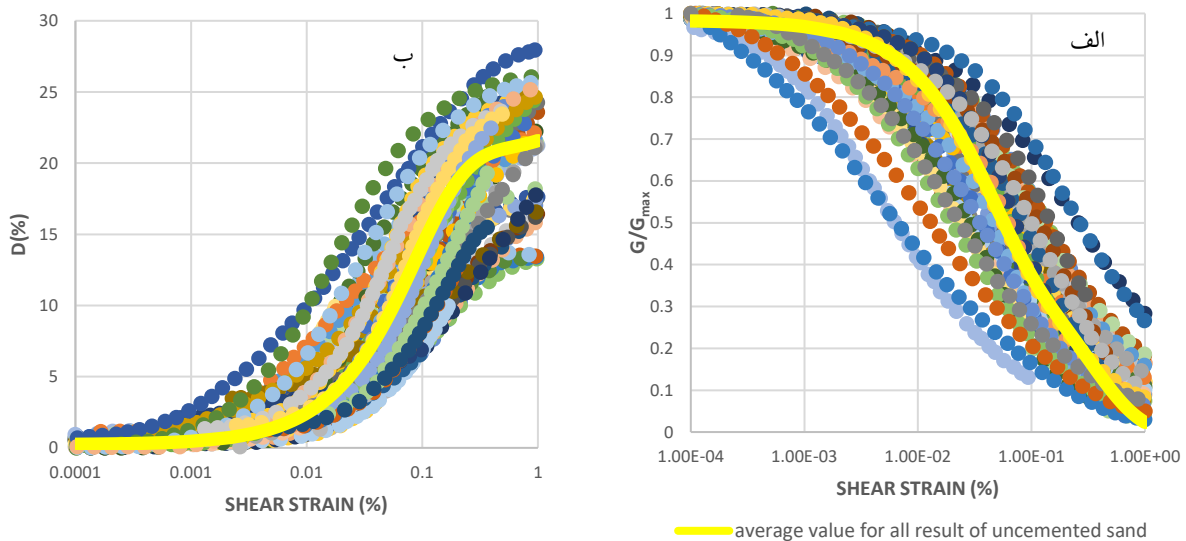 ب
30
25
20
15
10
5
0
D(%)
0.0001 0.001 0.01 0.1 1
SHEAR STRAIN (%)
الف
1
0.9
0.8
0.7
0.6
0.5
0.4
0.3
0.2
0.1
0
G/Gmax
1.00E-04 1.00E-03 1.00E-02 1.00E-01 1.00E+00
SHEAR STRAIN (%)
average value for all result of uncemented sand